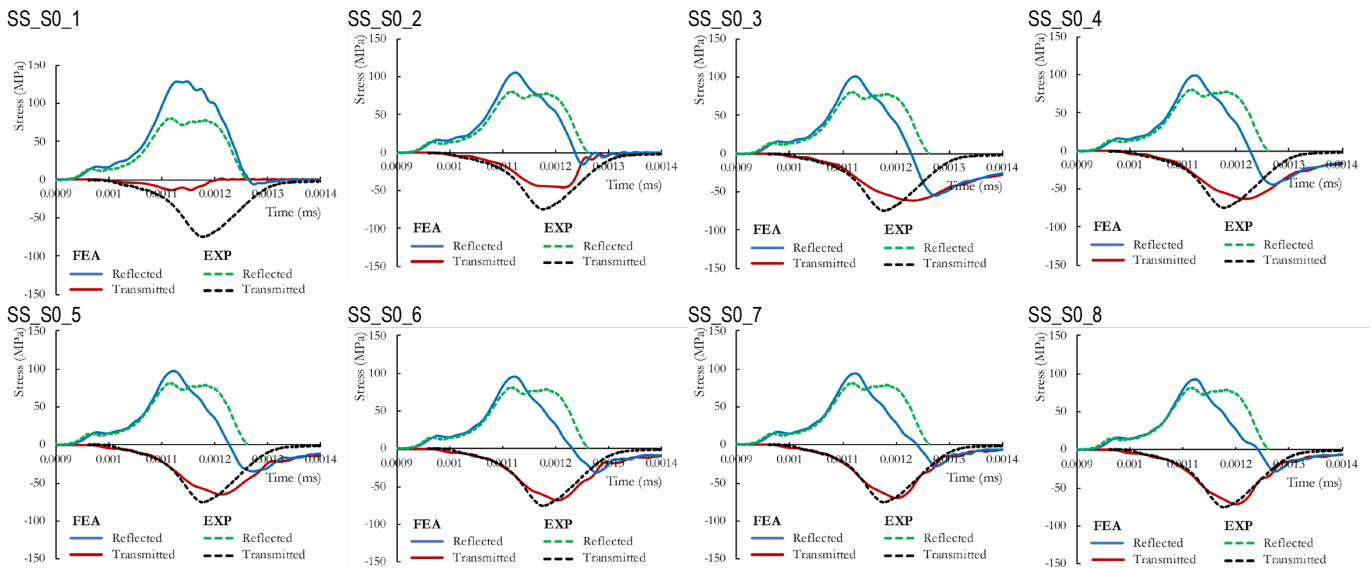 SS_S0_1
Stress (MPa)
150
100
50
0
-50
-100
-150
0.0009
0.001
0.0011
0.0012
0.0013
0.0014
Time (ms)
FEA
EXP
Reflected
Reflected
Transmitted
Transmitted
SS_S0_2
Stress (MPa)
150
100
50
0
-50
-100
-150
0.0009
0.001
0.0011
0.0012
0.0013
0.0014
Time (ms)
FEA
EXP
Reflected
Reflected
Transmitted
Transmitted
SS_S0_3
Stress (MPa)
150
100
50
0
-50
-100
-150
0.0009
0.001
0.0011
0.0012
0.0013
0.0014
Time (ms)
FEA
EXP
Reflected
Reflected
Transmitted
Transmitted
SS_S0_4
Stress (MPa)
150
100
50
0
-50
-100
-150
0.0009
0.001
0.0011
0.0012
0.0013
0.0014
Time (ms)
FEA
EXP
Reflected
Reflected
Transmitted
Transmitted
SS_S0_5
Stress (MPa)
150
100
50
0
-50
-100
-150
0.0009
0.001
0.0011
0.0012
0.0013
0.0014
Time (ms)
FEA
EXP
Reflected
Reflected
Transmitted
Transmitted
SS_S0_6
Stress (MPa)
150
100
50
0
-50
-100
-150
0.0009
0.001
0.0011
0.0012
0.0013
0.0014
Time (ms)
FEA
EXP
Reflected
Reflected
Transmitted
Transmitted
SS_S0_7
Stress (MPa)
150
100
50
0
-50
-100
-150
0.0009
0.001
0.0011
0.0012
0.0013
0.0014
Time (ms)
FEA
EXP
Reflected
Reflected
Transmitted
Transmitted
SS_S0_8
Stress (MPa)
150
100
50
0
-50
-100
-150
0.0009
0.001
0.0011
0.0012
0.0013
0.0014
Time (ms)
FEA
EXP
Reflected
Reflected
Transmitted
Transmitted